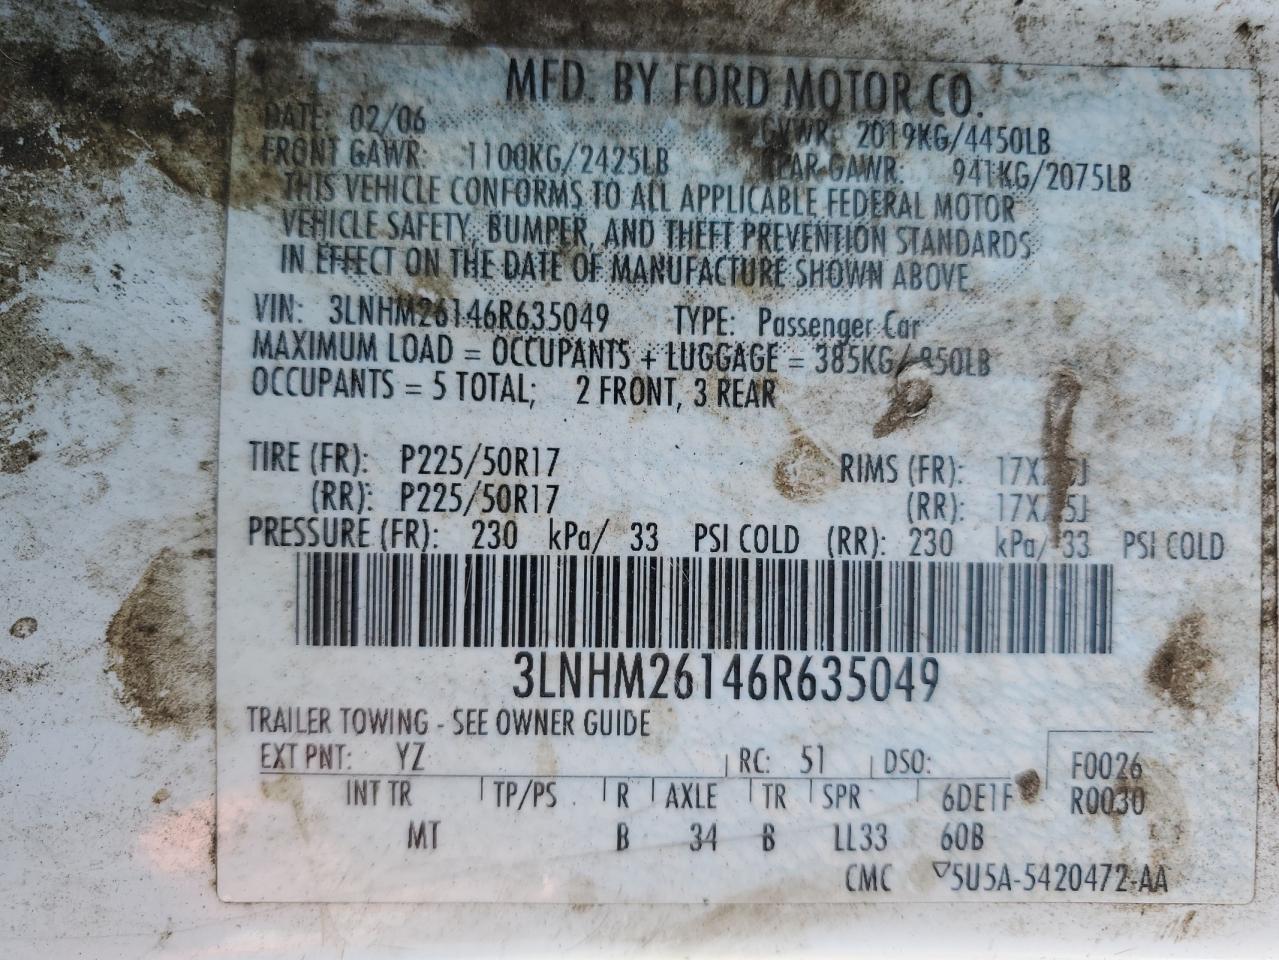 MFD. BY FORD MOTOR CO.
DATE: 02/06 GVWR: 2019KG/4450LB
FRONT GAWR: 1100KG/2425LB REAR GAWR: 941KG/2075LB
THIS VEHICLE CONFORMS TO ALL APPLICABLE FEDERAL MOTOR
VEHICLE SAFETY, BUMPER, AND THEFT PREVENTION STANDARDS
IN EFFECT ON THE DATE OF MANUFACTURE SHOWN ABOVE
VIN: 3LNHM26146R635049 TYPE: Passenger Car
MAXIMUM LOAD = OCCUPANTS + LUGGAGE = 385KG/ 850LB
OCCUPANTS = 5 TOTAL; 2 FRONT, 3 REAR
TIRE (FR): P225/50R17 RIMS (FR):
(RR): P225/50R17 (RR):
PRESSURE (FR): 230 kPa/ 33 PSI COLD (RR): 230 kPa/ 33 PSI COLD
3LNHM26146R635049
TRAILER TOWING - SEE OWNER GUIDE
EXT PNT: YZ RC: 51 DSO: F0026
INT TR TP/PS R AXLE TR SPR 6DE1F R0030
MT B 34 B LL33 60B
CMC 5U5A-5420472-AA